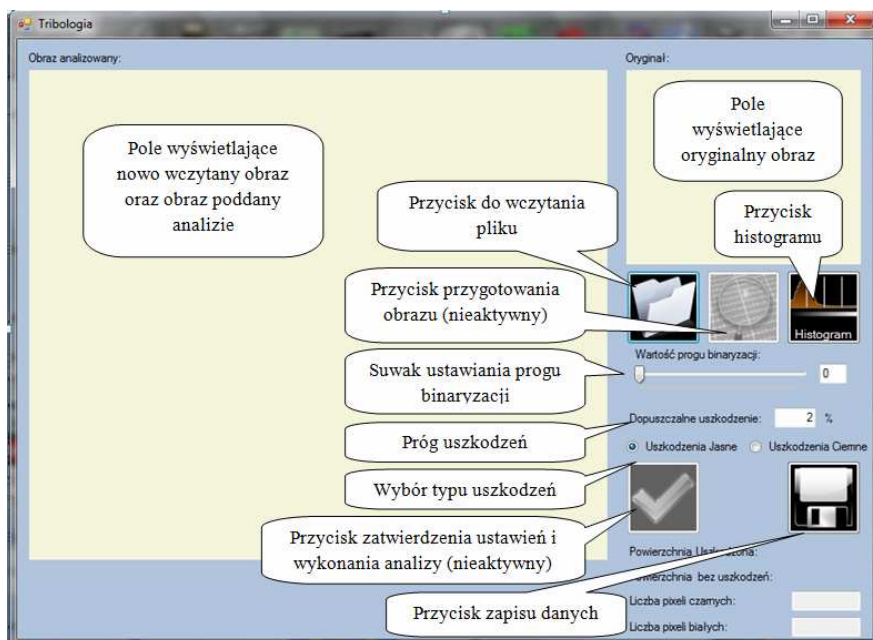 Tribologia
Obraz analizowany:
Oryginał:
Pole wyświetlające
nowo wczytany obraz
oraz obraz poddany
analizie
Pole
wyświetlające
oryginalny obraz
Przycisk do wczytania
pliku
Przycisk
histogramu
Przycisk przygotowania
obrazu (nieaktywny)
Histogram
Wartość progu binaryzacji:
0
Suwak ustawiania progu
binaryzacji
Dopuszczalne uszkodzenie: 2 %
Próg uszkodzeń
Uszkodzenia Jasne Uszkodzenia Ciemne
Wybór typu uszkodzeń
Przycisk zatwierdzenia ustawień i
wykonania analizy (nieaktywny)
Powierzchnia Uszkodzona:
Powierzchnia bez uszkodzeń:
Przycisk zapisu danych
Liczba pixeli czarnych:
Liczba pixeli białych: